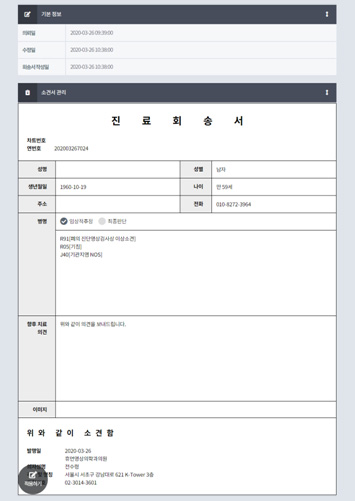 기본 정보
의뢰일 2020-03-26 09:39:00
수정일 2020-03-26 10:38:00
회송서작성일 2020-03-26 10:38:00
소견서 관리
진 료 회 송 서
차트번호
연번호 202003267024
성명 성별 남자
생년월일 1960-10-19 나이 만 59세
주소 전화 010-8272-3964
병명 임상적추정 최종판단
R91[폐의 진단영상검사상 이상소견]
R05[기침]
J40[기관지염 NOS]
향후 치료 의견 위와 같이 의견을 보내드립니다.
이미지
위 와 같 이 소 견 함
발행일 2020-03-26
휴먼영상의학과의원
전수령
서울시 서초구 강남대로 621 K-Tower 3층
적용하기 02-3014-3601